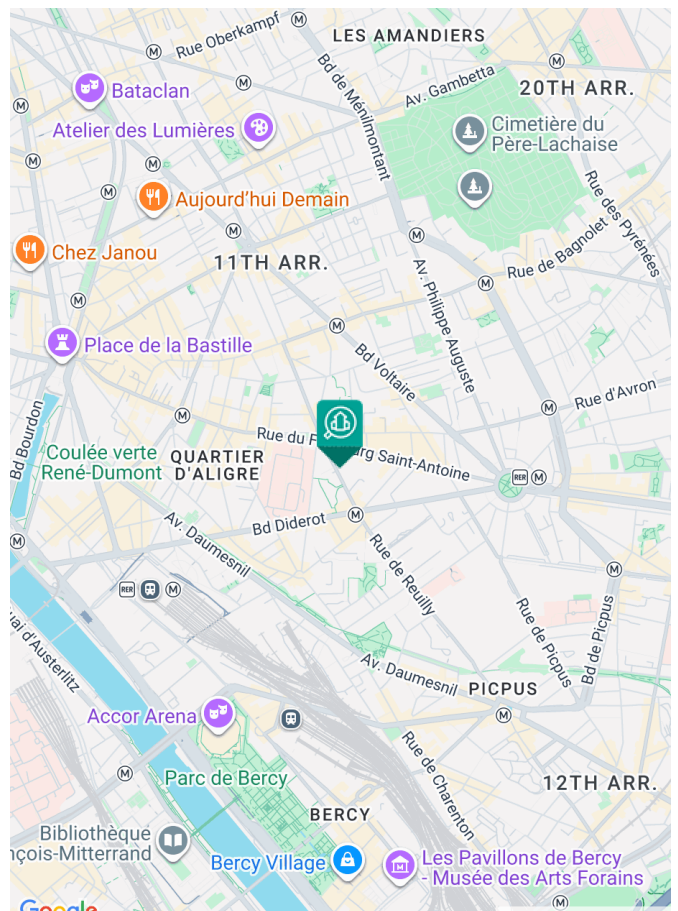 Rue Oberkampf
LES AMANDIERS
Bd de Ménilmontant
Av. Gambetta
20TH ARR.
Bataclan
Atelier des Lumières
Cimetière du
Père-Lachaise
Aujourd'hui Demain
Rue des Pyrénées
Chez Janou
11TH ARR.
Rue de Bagnolet
Av. Philippe Auguste
Place de la Bastille
Bd Voltaire
Rue d'Avron
Bd Bourdon
Rue du F
rg Saint-Antoine
Coulée verte
René-Dumont
QUARTIER
D'ALIGRE
RER
M
Bd Diderot
Av. Daumesnil
Rue de Reuilly
RER
Rue de Picpus
Bd de Picpus
uai d'Austerlitz
Av. Daumesnil
PICPUS
Accor Arena
Rue de Charenton
Parc de Bercy
12TH ARR.
BERCY
Bibliothèque
nçois-Mitterrand
Bercy Village
Les Pavillons de Bercy
- Musée des Arts Forains
Google